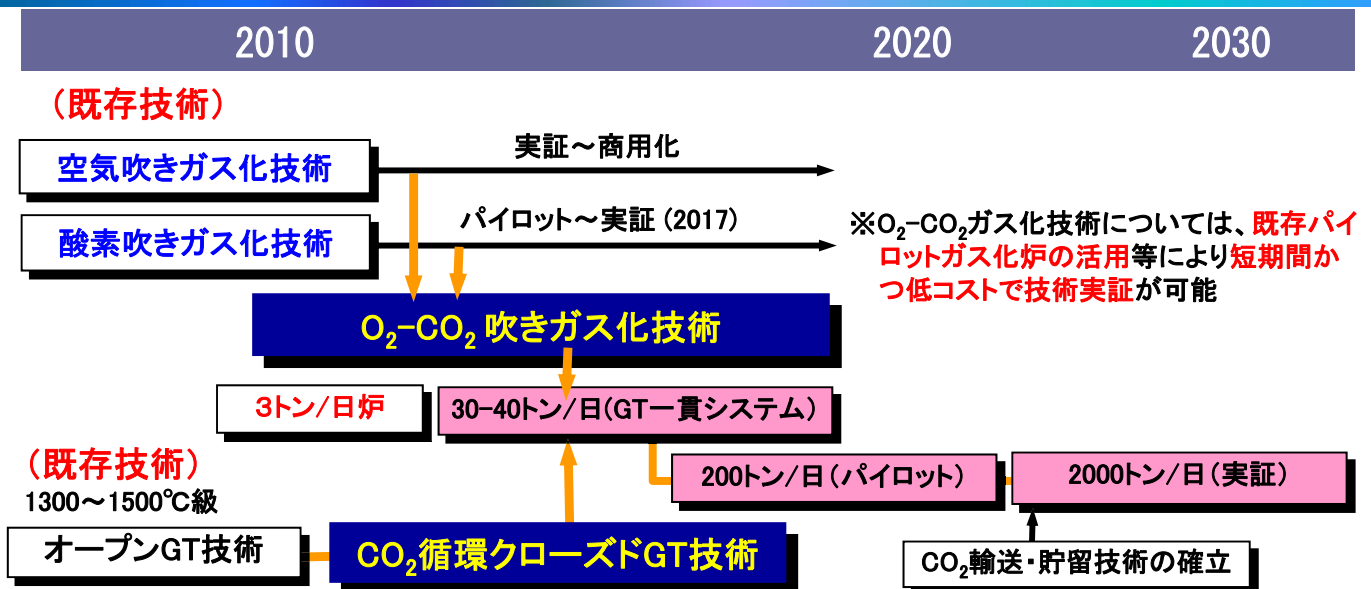 2010 2020 2030
（既存技術）
空気吹きガス化技術
実証～商用化
酸素吹きガス化技術
パイロット～実証（2017）
※O₂-CO₂ガス化技術については、既存パイ
ロットガス化炉の活用等により短期間か
つ低コストで技術実証が可能
O₂-CO₂ 吹きガス化技術
３トン/日炉
30-40トン/日（GT一貫システム）
（既存技術）
1300～1500℃級
200トン/日（パイロット）
2000トン/日（実証）
オープンGT技術
CO₂循環クローズドGT技術
CO₂輸送・貯留技術の確立